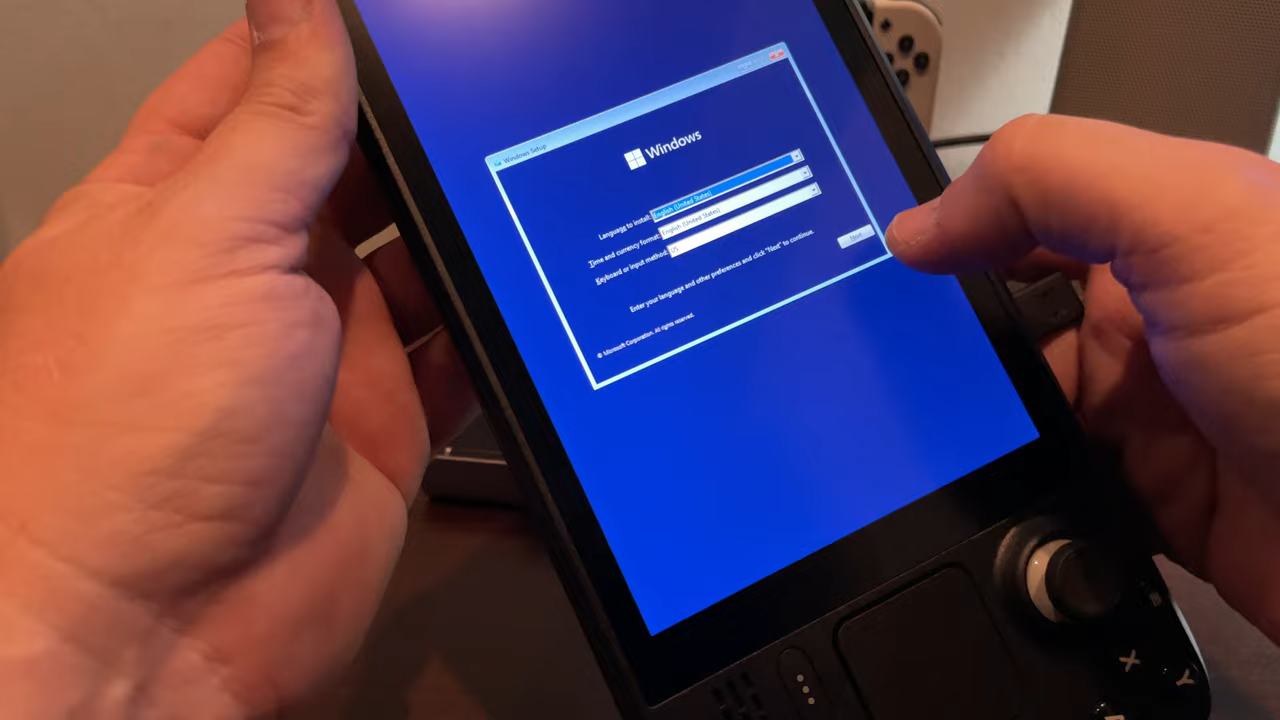 Windows Setup
Windows
Language to install: English (United States)
Time and currency format: English (United States)
Keyboard or input method: US
Enter your language and other preferences and click "Next" to continue.
Next
© Microsoft Corporation. All rights reserved.
X
Y